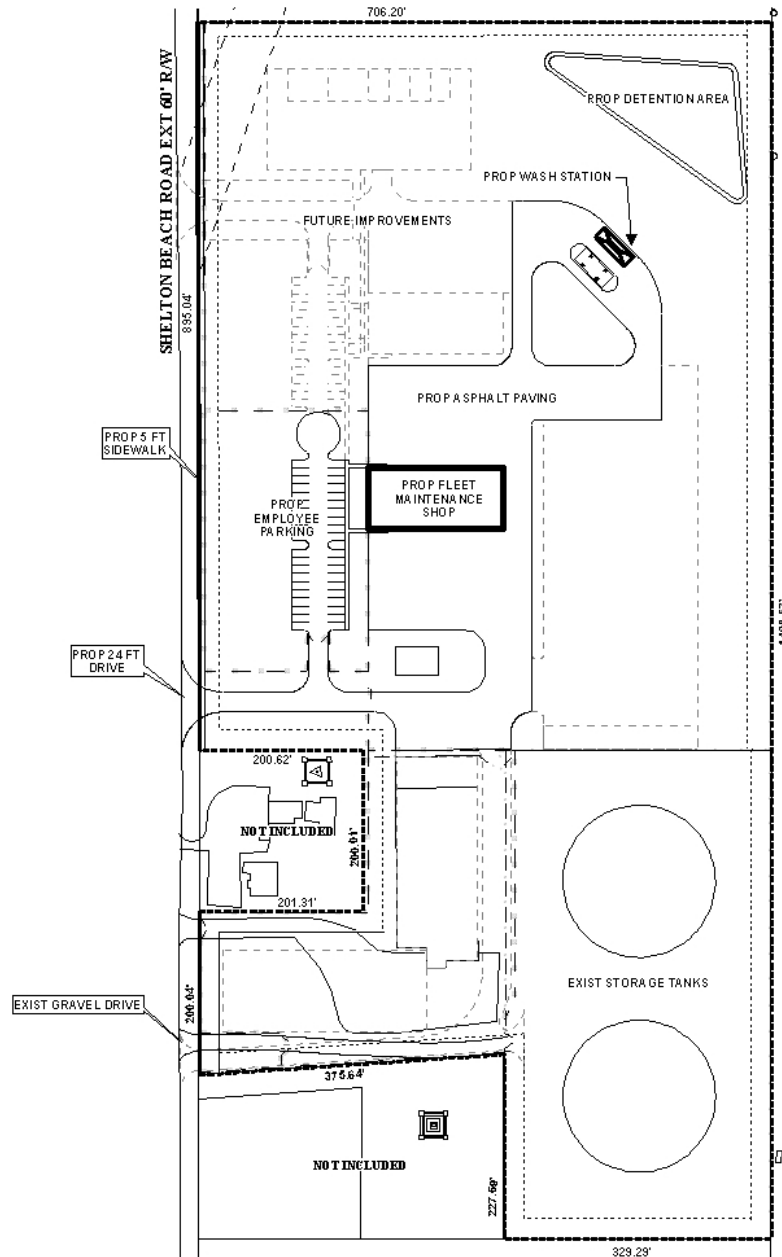 706.20'
SHELTON BEACH ROAD EXT 60' R/W
895.04'
PROP DETENTION AREA
PROP WASH STATION
FUTURE IMPROVEMENTS
PROP ASPHALT PAVING
PROP 5 FT
SIDEWALK
PROP FLEET
MAINTENANCE
SHOP
PROP
EMPLOYEE
PARKING
PROP 24 FT
DRIVE
200.62'
NOT INCLUDED
200.01'
201.31'
EXIST GRAVEL DRIVE
200.04'
EXIST STORAGE TANKS
375.64'
NOT INCLUDED
227.69'
329.29'